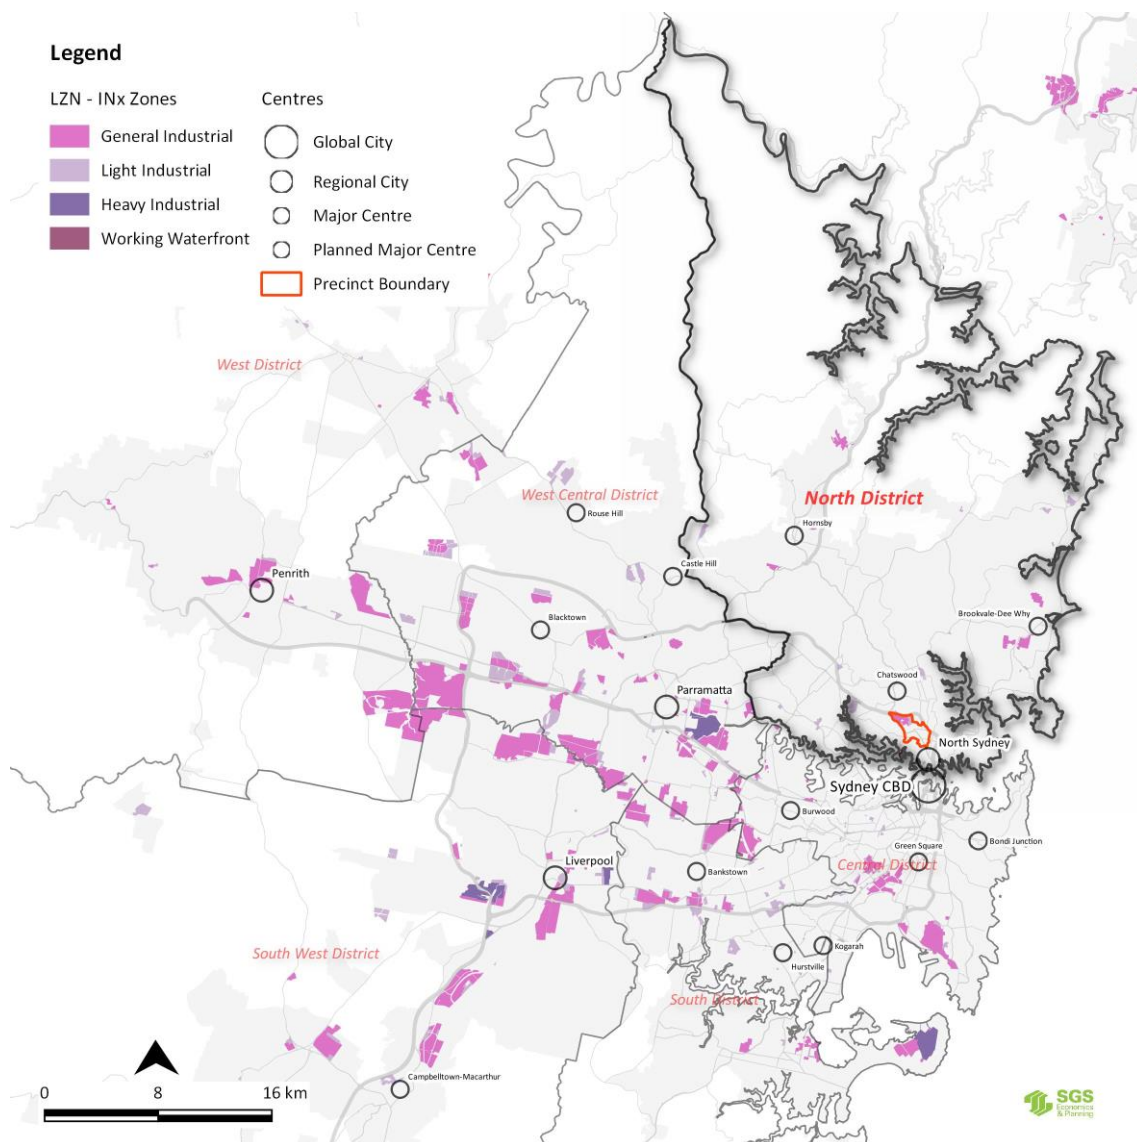 Legend
LZN - INx Zones
General Industrial
Light Industrial
Heavy Industrial
Working Waterfront
Centres
Global City
Regional City
Major Centre
Planned Major Centre
Precinct Boundary
West District
West Central District
Rouse Hill
North District
Hornsby
Castle Hill
Penrith
Blacktown
Brookvale-Dee Why
Chatswood
Parramatta
North Sydney
Sydney CBD
Burwood
Green Square
Bondi Junction
Central District
Liverpool
Bankstown
South West District
Kogarah
Hurstville
South District
Campbelltown-Macarthur
0 8 16 km
SGS
Economics
& Planning